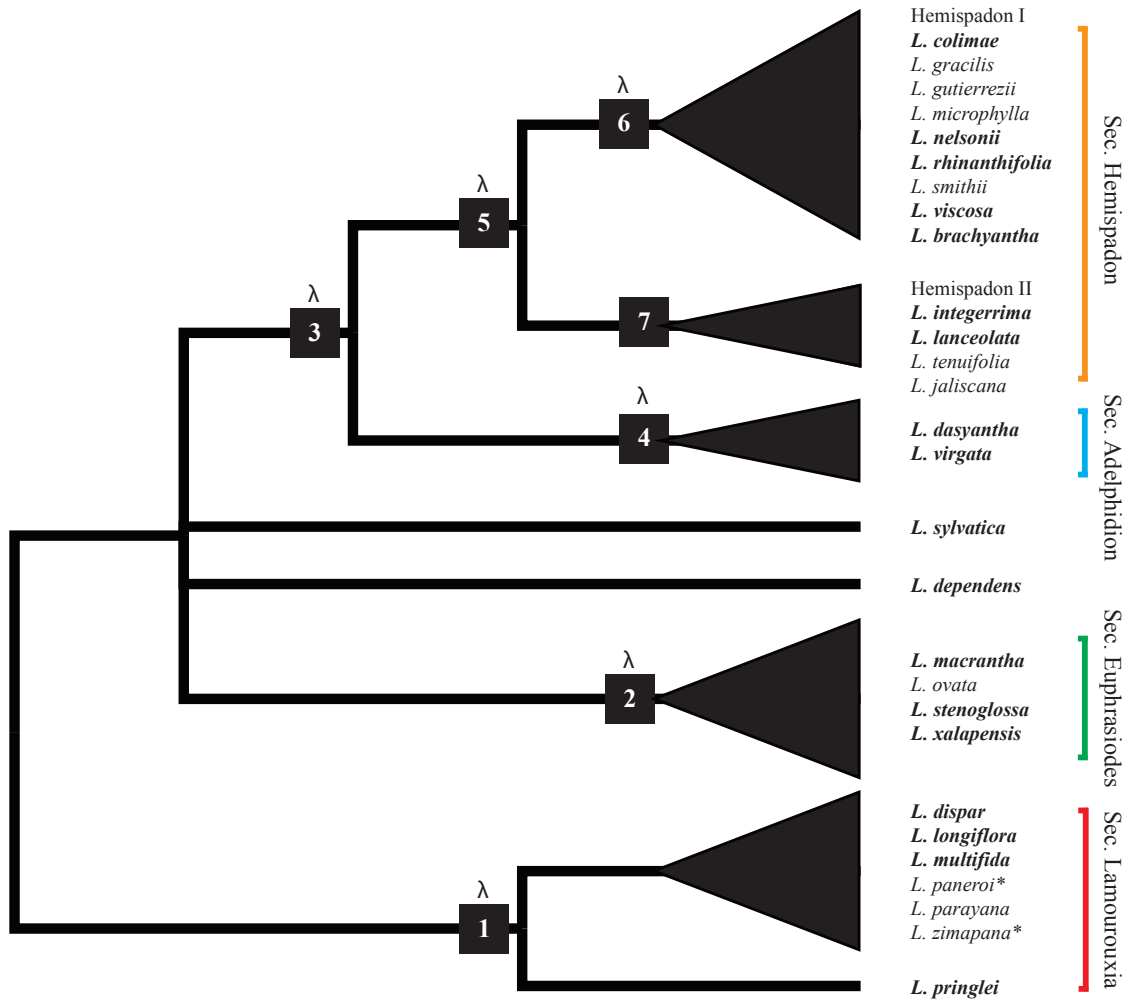 Hemispadon I
L. colimae
L. gracilis
L. gutierrezii
L. microphylla
L. nelsonii
L. rhinanthifolia
L. smithii
L. viscosa
L. brachyantha
Sec. Hemispadon
λ
6
λ
5
Hemispadon II
L. integerrima
L. lanceolata
L. tenuifolia
L. jaliscana
λ
3
7
λ
4
L. dasyantha
L. virgata
Sec. Adelphidion
L. sylvatica
L. dependens
λ
2
L. macrantha
L. ovata
L. stenoglossa
L. xalapensis
Sec. Euphrasiodes
L. dispar
L. longiflora
L. multifida
L. paneroi*
L. parayana
L. zimapana*
Sec. Lamourouxia
λ
1
L. pringlei